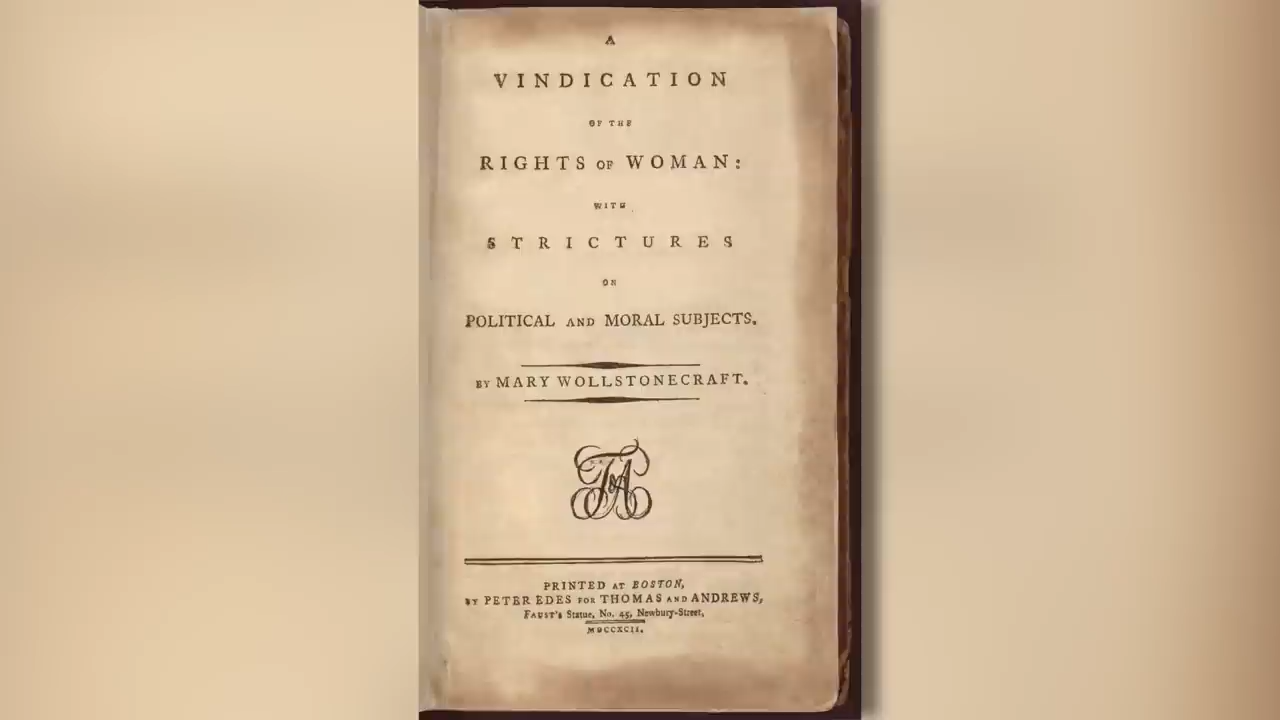 A
VINDICATION
OF THE
RIGHTS OF WOMAN:
WITH
STRICTURES
ON
POLITICAL AND MORAL SUBJECTS.
BY MARY WOLLSTONECRAFT.
T&A
PRINTED AT BOSTON,
BY PETER EDES FOR THOMAS AND ANDREWS,
FAUST's Statue, No. 45, Newbury-Street,
MDCCXCII.